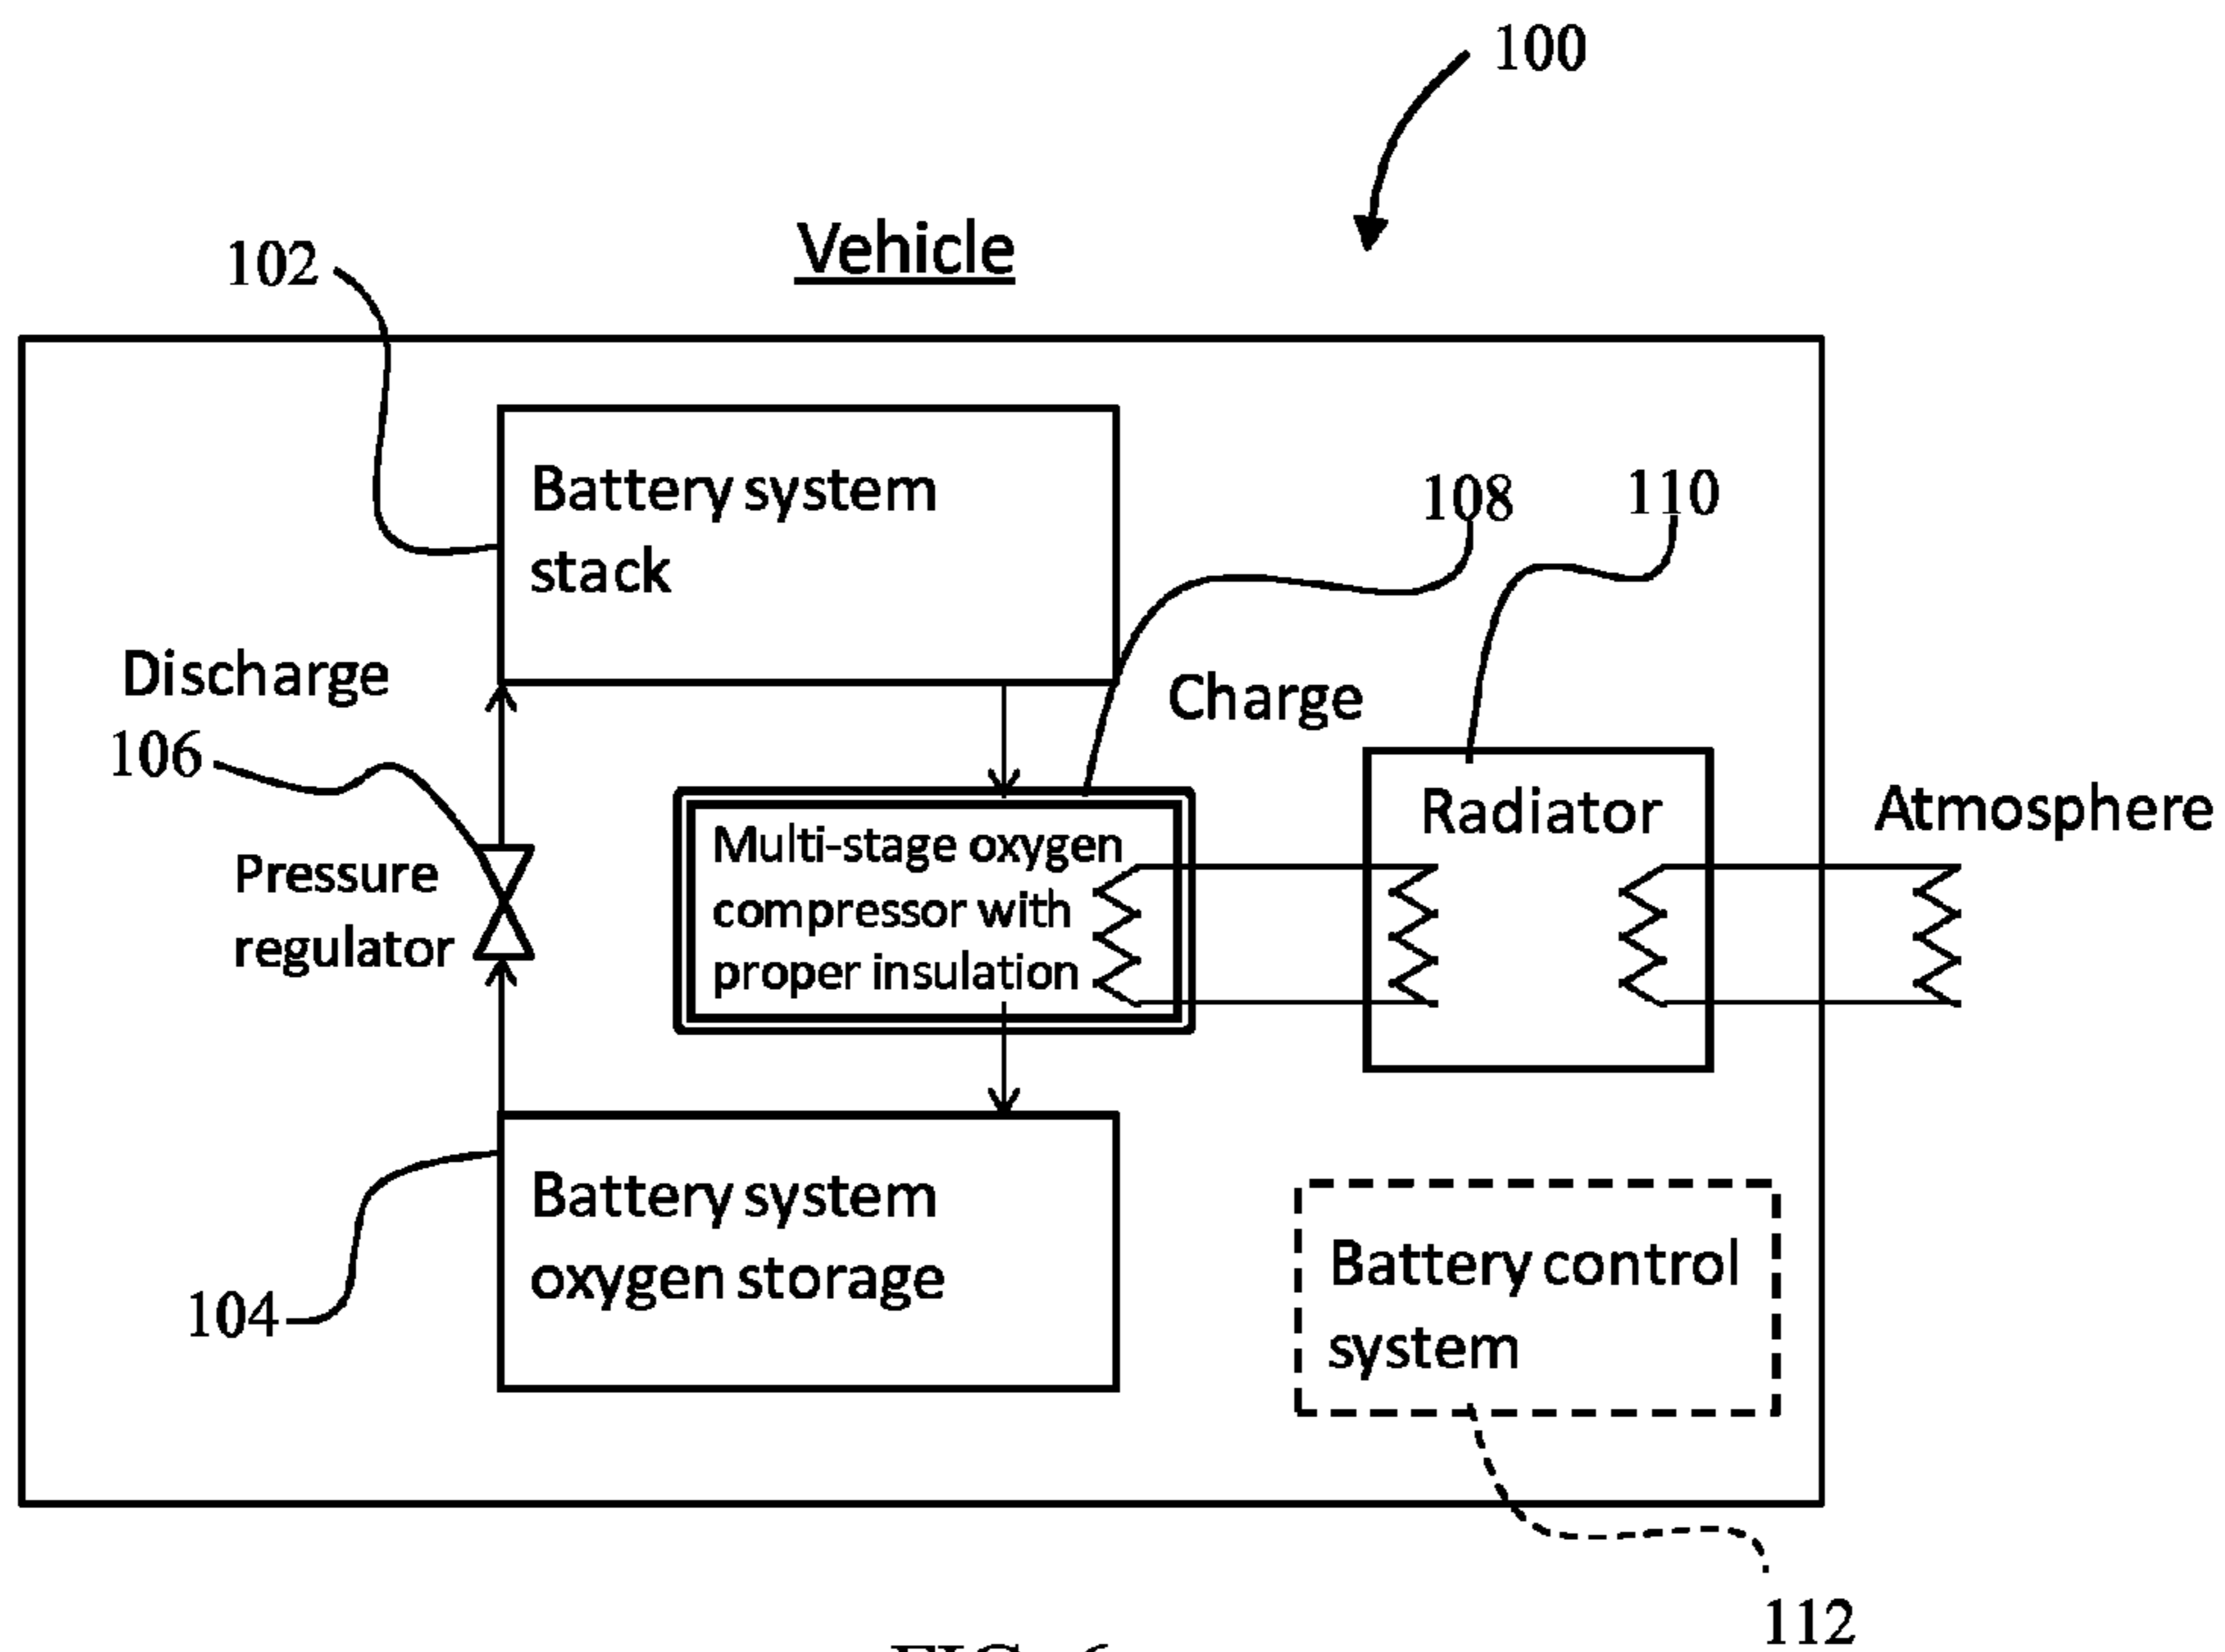 100
Vehicle
102
Battery system
stack
108
110
Discharge
Charge
106
Radiator
Atmosphere
Pressure
regulator
Multi-stage oxygen
compressor with
proper insulation
Battery system
oxygen storage
104
Battery control
system
112